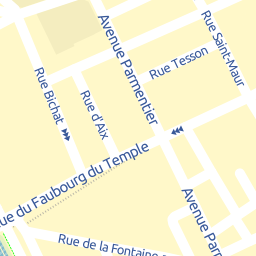 Avenue Parmentier
Rue Saint-Maur
Rue Tesson
Rue Bichat
Rue d'Aix
ue du Faubourg du Temple
Avenue Parm
Rue de la Fontaine